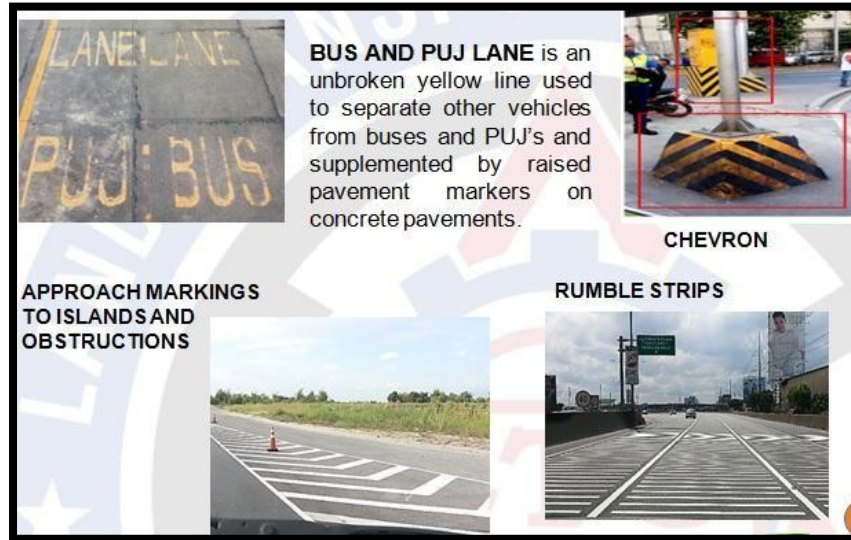 LANE LANE
PUJ BUS
BUS AND PUJ LANE is an
unbroken yellow line used
to separate other vehicles
from buses and PUJ's and
supplemented by raised
pavement markers on
concrete pavements.
CHEVRON
APPROACH MARKINGS
TO ISLANDS AND
OBSTRUCTIONS
RUMBLE STRIPS